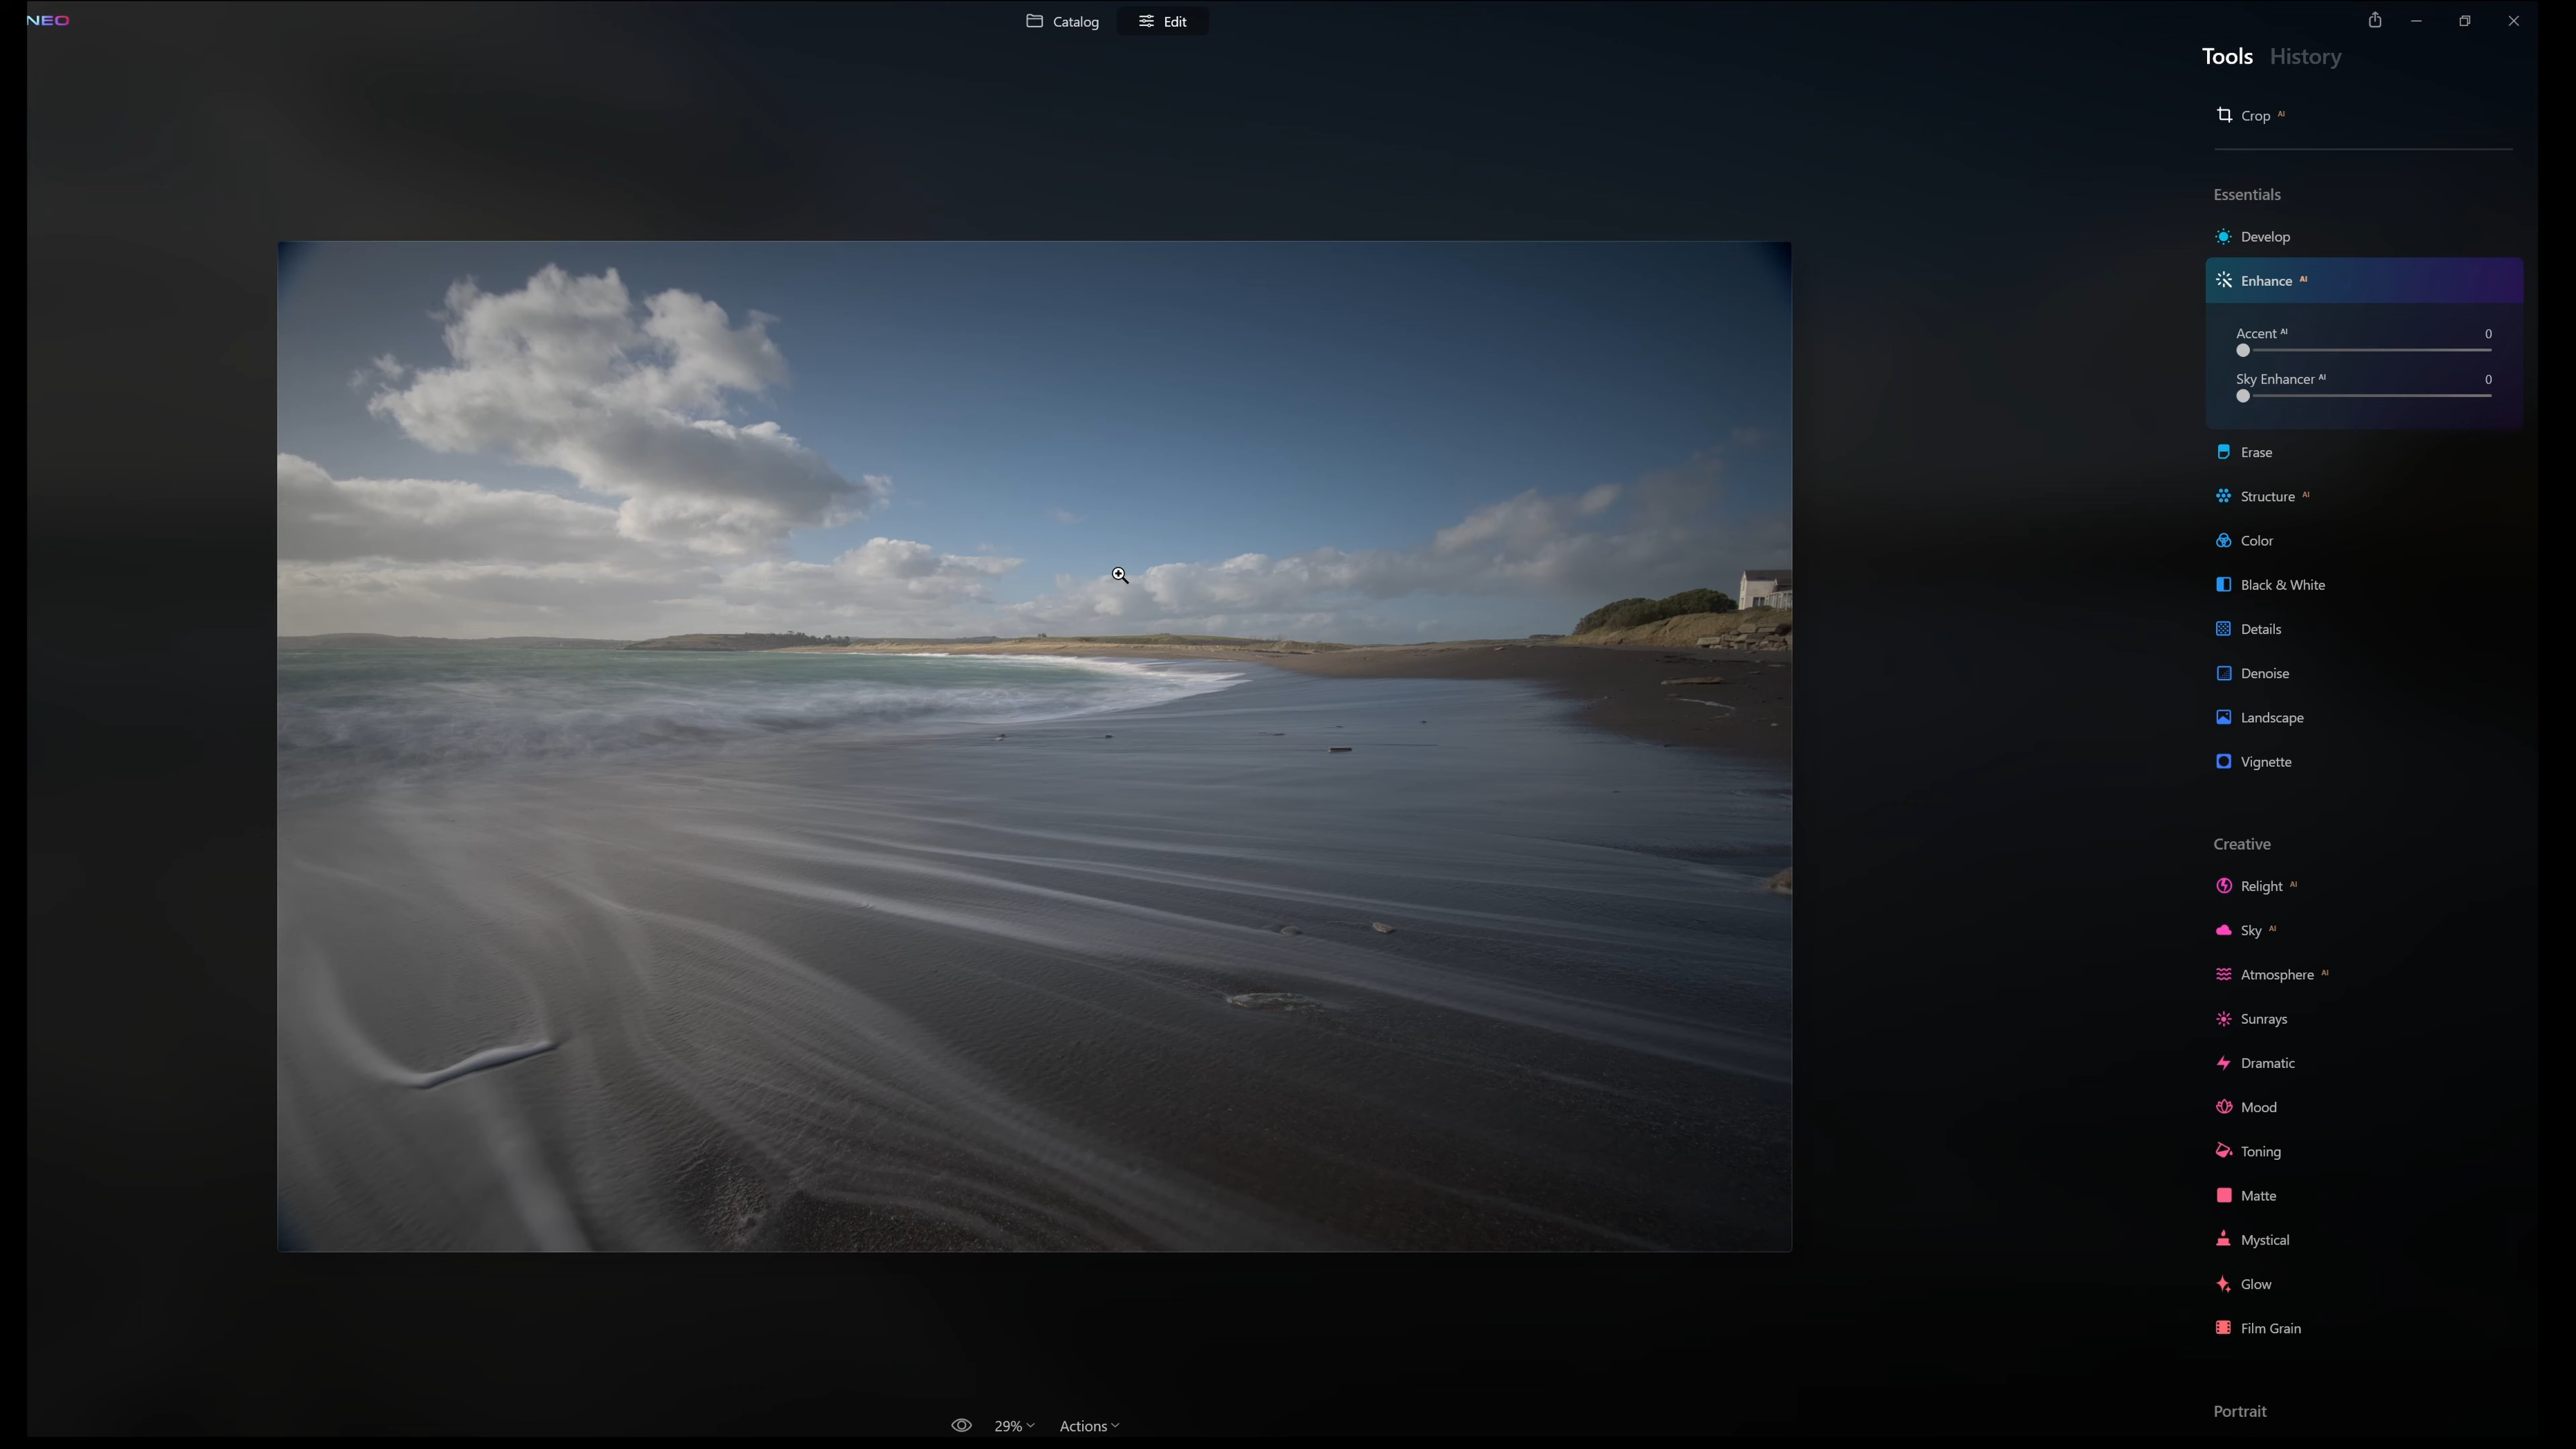 NEO
Catalog
Edit
Tools History
Crop AI
Essentials
Develop
Enhance AI
Accent AI 0
Sky Enhancer AI 0
Erase
Structure AI
Color
Black & White
Details
Denoise
Landscape
Vignette
Creative
Relight AI
Sky AI
Atmosphere AI
Sunrays
Dramatic
Mood
Toning
Matte
Mystical
Glow
Film Grain
Portrait
29% Actions